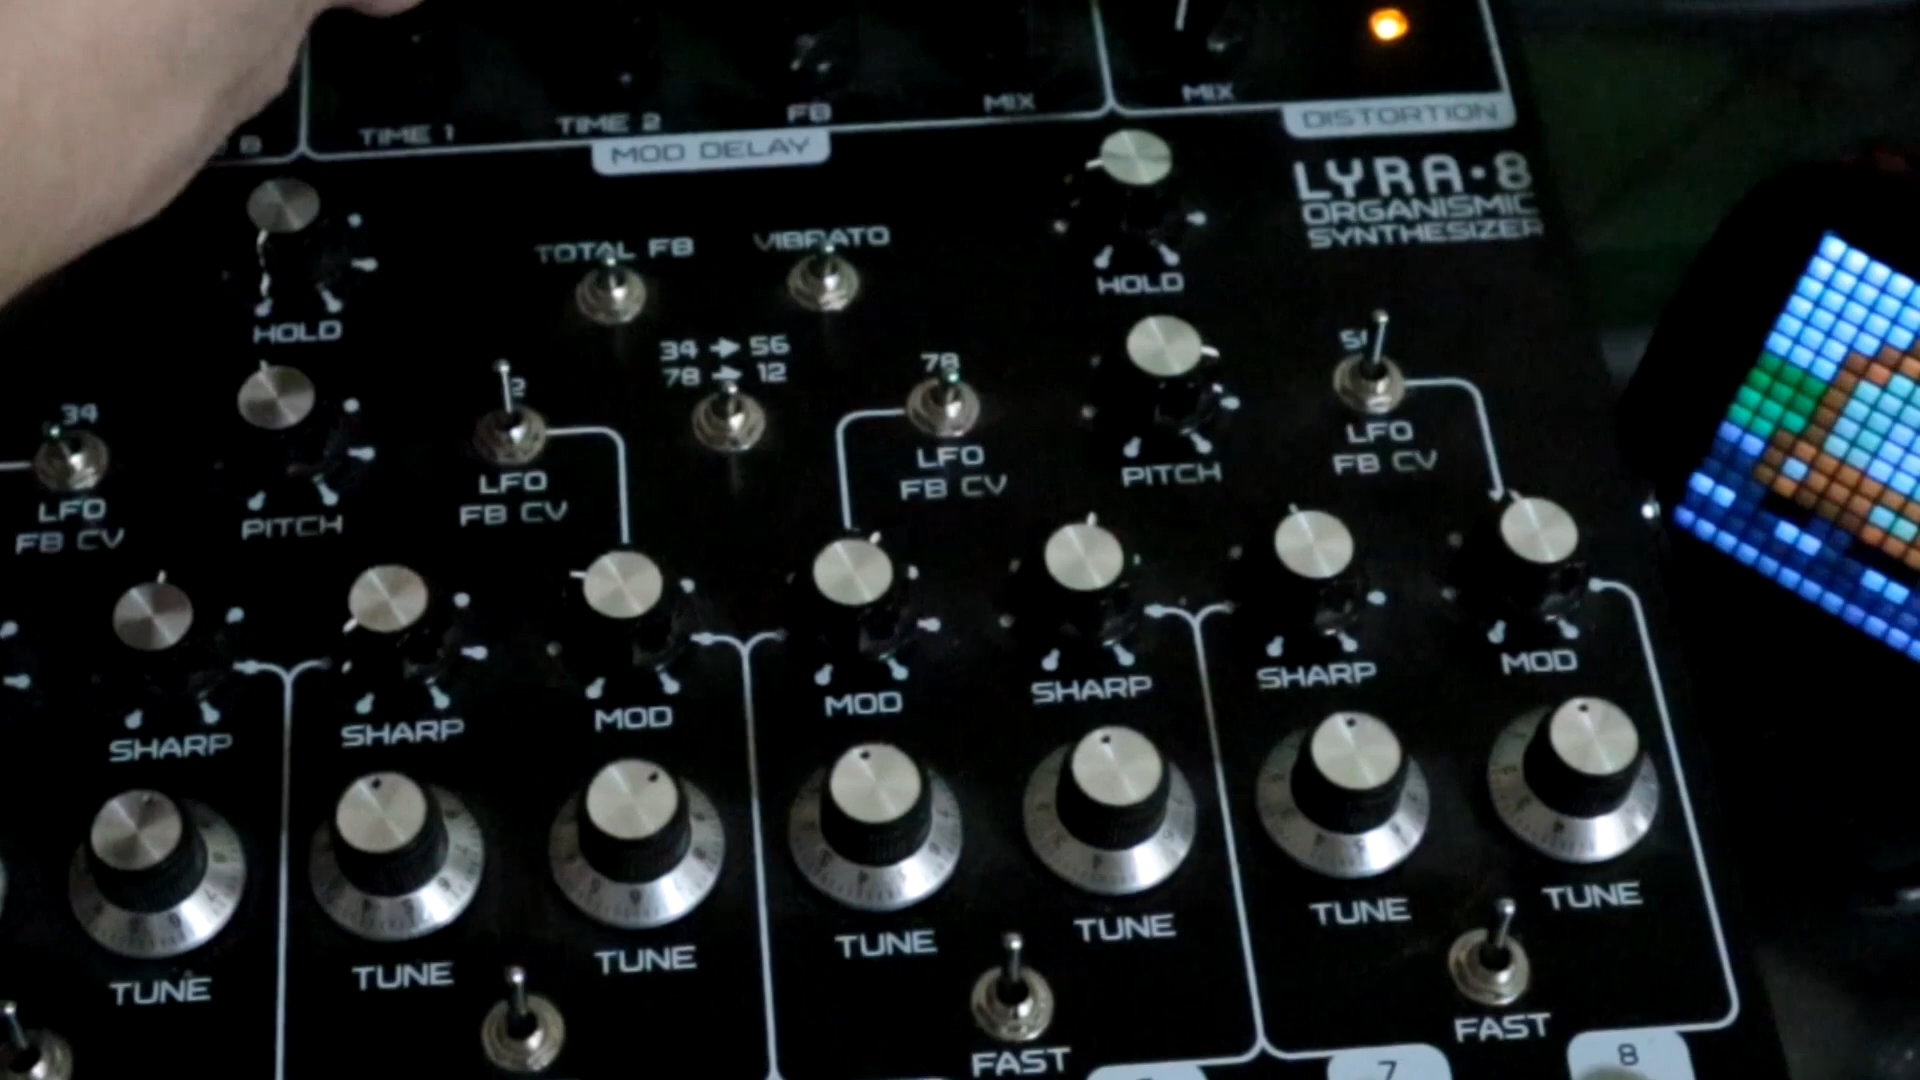 TIME 1
TIME 2
FB
MIX
MIX
MOD DELAY
DISTORTION
LYRA-8
ORGANISMIC
SYNTHESIZER
HOLD
TOTAL FB
VIBRATO
HOLD
34 → 56
78 → 12
34
LFO
FB CV
PITCH
LFO
FB CV
78
LFO
FB CV
PITCH
LFO
FB CV
SHARP
SHARP
MOD
MOD
SHARP
SHARP
MOD
TUNE
TUNE
TUNE
TUNE
TUNE
TUNE
TUNE
FAST
FAST
7
8